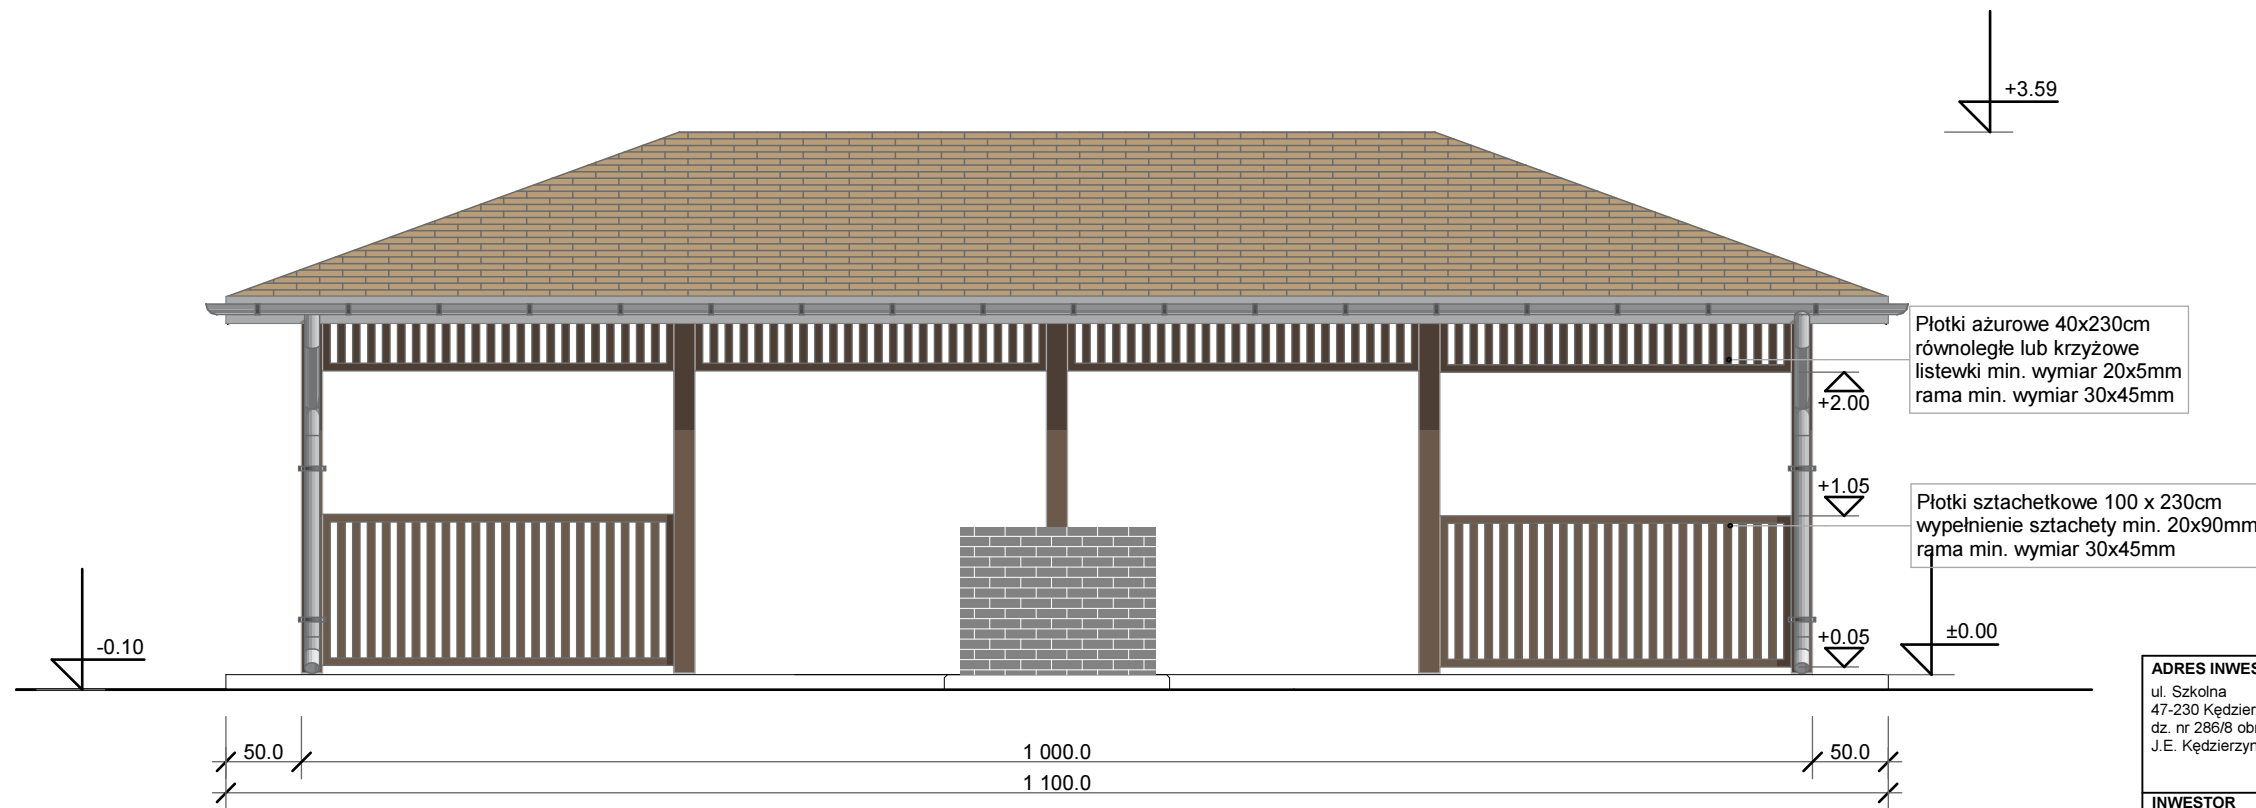 +3.59
Płotki ażurowe 40x230cm
równoległe lub krzyżowe
listewki min. wymiar 20x5mm
rama min. wymiar 30x45mm
+2.00
+1.05
Płotki sztachetkowe 100 x 230cm
wypełnienie sztachety min. 20x90mm
rama min. wymiar 30x45mm
-0.10
+0.05
±0.00
ADRES INWES
ul. Szkolna
47-230 Kędzier
dz. nr 286/8 obr
J.E. Kędzierzyn
50.0
1 000.0
50.0
1 100.0
INWESTOR